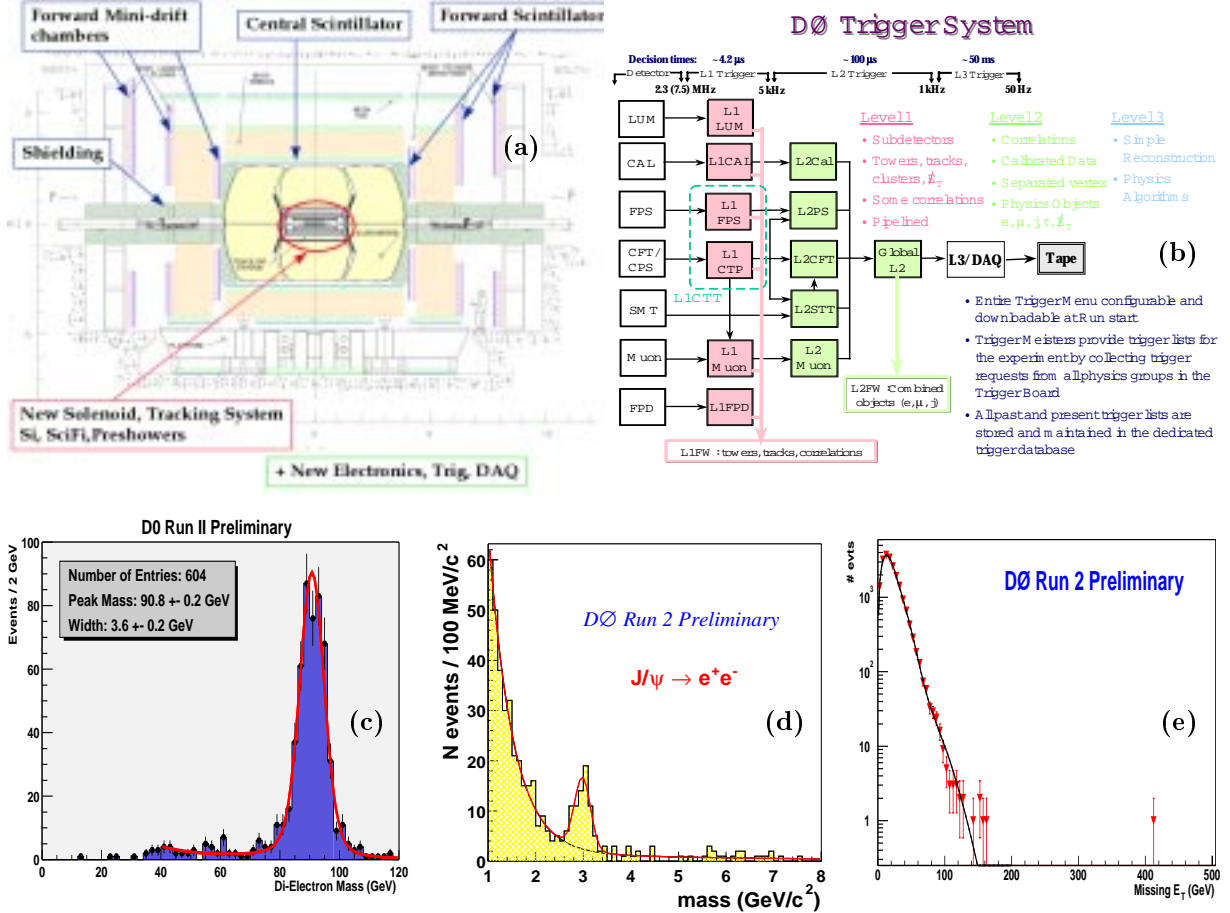 Forward Mini-drift
chambers
Central Scintillator
Forward Scintillator
Shielding
(a)
New Solenoid, Tracking System
Si, SciFi,Preshowers
+ New Electronics, Trig, DAQ
DØ Trigger System
Decision times:
~4.2 µs
~100 µs
~50 ms
Detector
L1 Trigger
L2 Trigger
L3 Trigger
2.3 (7.5) MHz
5 kHz
1 kHz
50 Hz
LUM
L1
LUM
CAL
L1CAL
L2Cal
FPS
L1
FPS
L2PS
CFT/
CPS
L1
CTP
L2CFT
L1CTT
SMT
L2STT
Muon
L1
Muon
L2
Muon
FPD
L1FPD
Global
L2
L3/DAQ
Tape
(b)
L2FW:Combined
objects (e,µ,j)
L1FW:towers,tracks,correlations
Level1
• Subdetectors
• Towers,tracks,
clusters,E̸T
• Some correlations
• Pipelined
Level2
• Correlations
• Calibrated Data
• Separated vertex
• Physics Objects
e,µ,j,τ,E̸T
Level3
• Simple
Reconstruction
• Physics
Algorithms
• Entire Trigger Menu configurable and
downloadable at Run start
• Trigger Meisters provide trigger lists for
the experiment by collecting trigger
requests from all physics groups in the
Trigger Board
• All past and present trigger lists are
stored and maintained in the dedicated
trigger database
D0 Run II Preliminary
Events / 2 GeV
Number of Entries: 604
Peak Mass: 90.8 +- 0.2 GeV
Width: 3.6 +- 0.2 GeV
100
80
60
40
20
0
(c)
0 20 40 60 80 100 120
Di-Electron Mass (GeV)
N events / 100 MeV/c²
60
50
40
30
20
10
0
DØ Run 2 Preliminary
J/ψ → e⁺e⁻
(d)
1 2 3 4 5 6 7 8
mass (GeV/c²)
# evts
10³
10²
10
1
DØ Run 2 Preliminary
(e)
0 100 200 300 400 500
Missing ET (GeV)